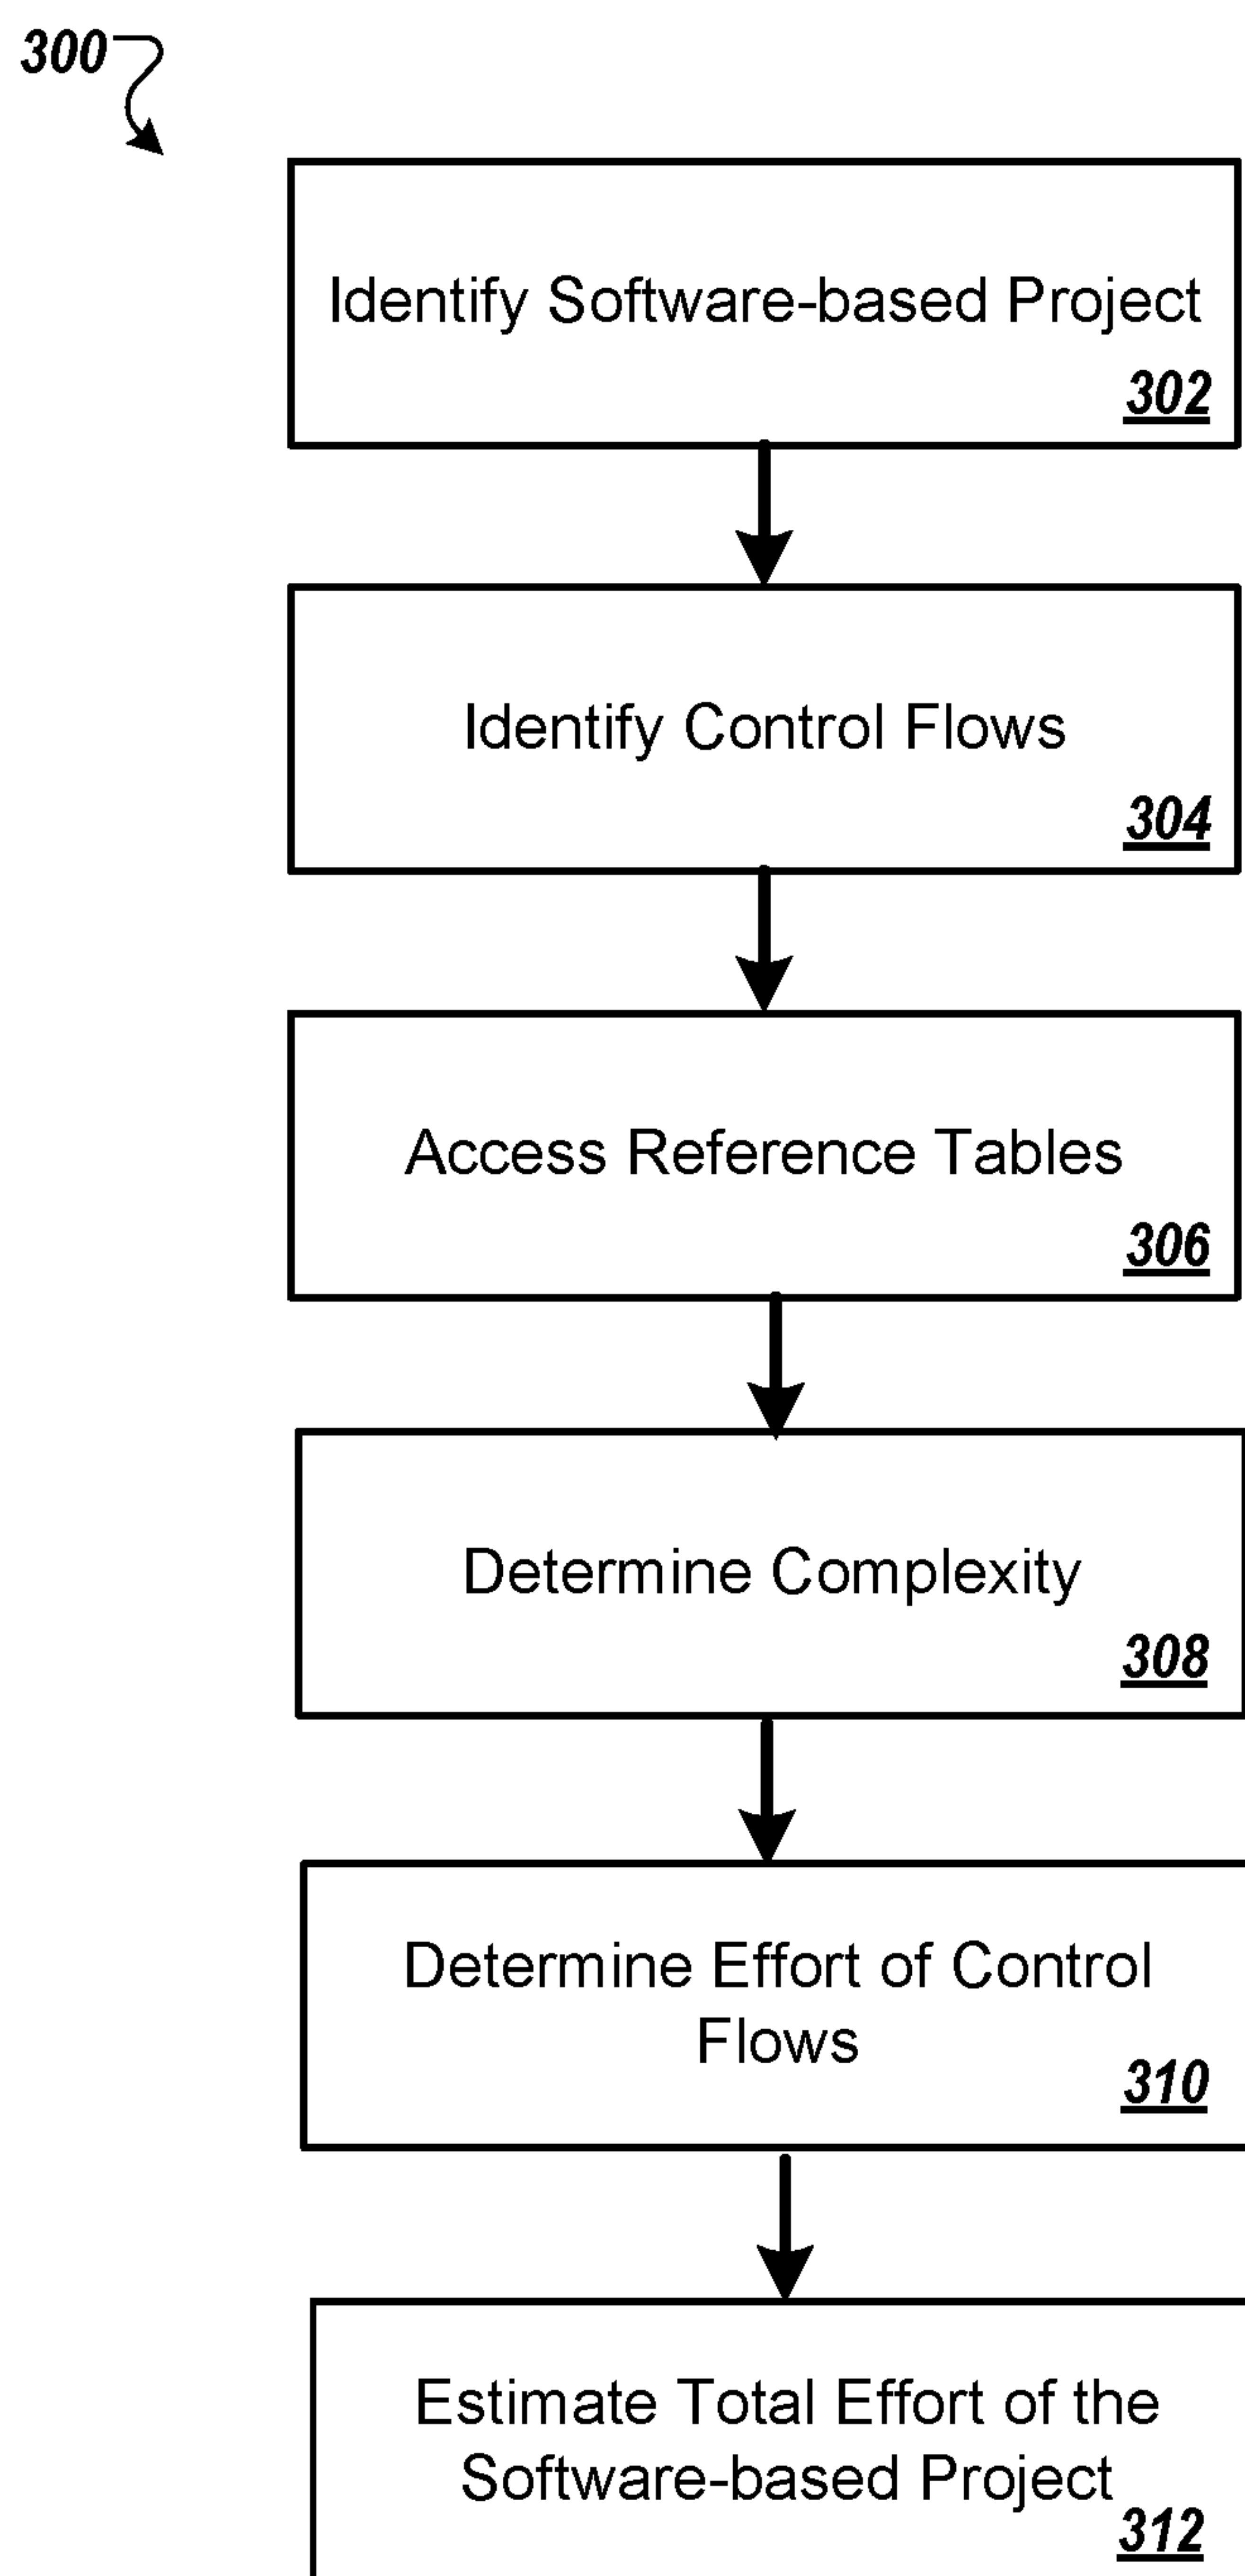 300
Identify Software-based Project
302
Identify Control Flows
304
Access Reference Tables
306
Determine Complexity
308
Determine Effort of Control
Flows
310
Estimate Total Effort of the
Software-based Project
312